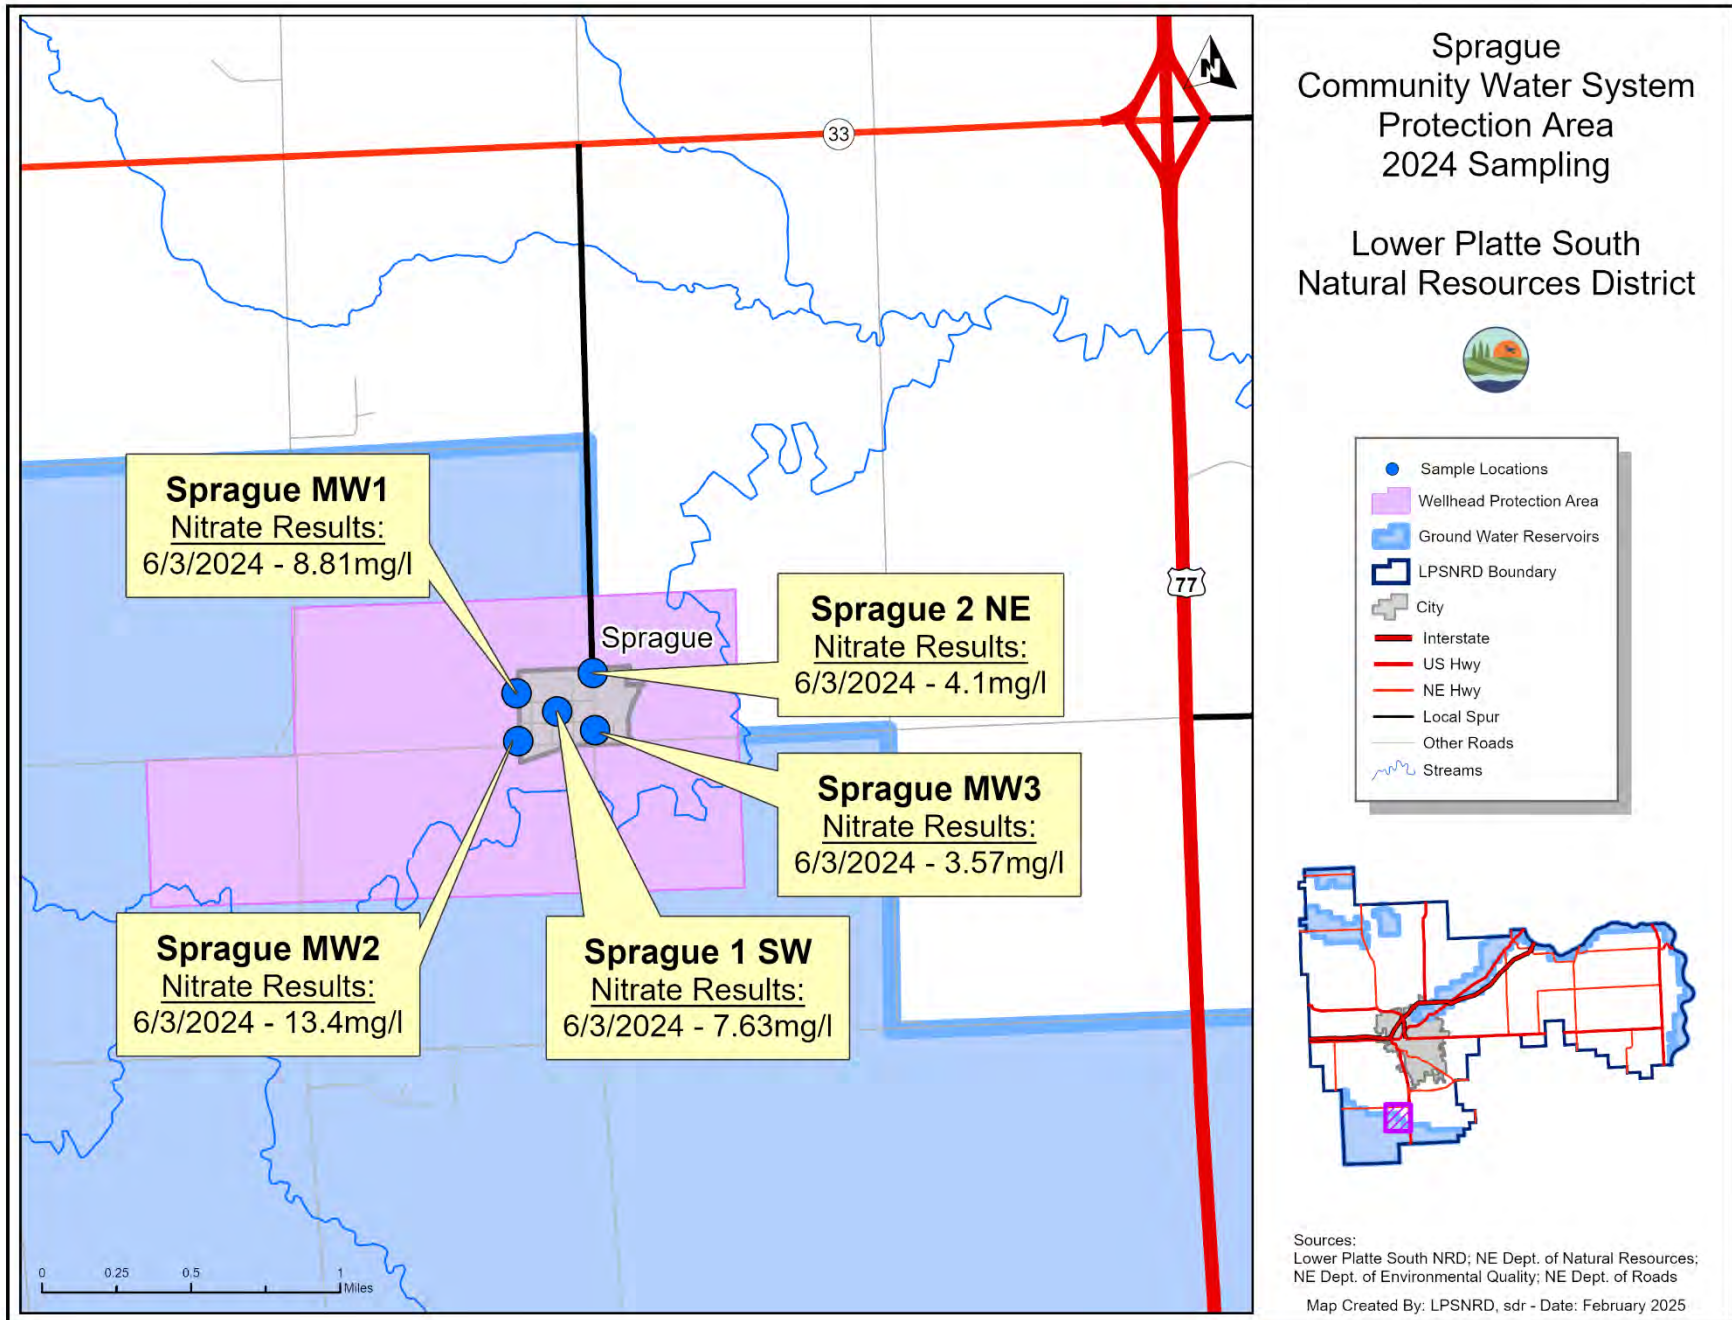 Sprague
Community Water System
Protection Area
2024 Sampling
Lower Platte South
Natural Resources District
N
33
77
Sprague MW1
Nitrate Results:
6/3/2024 - 8.81mg/l
Sprague
Sprague 2 NE
Nitrate Results:
6/3/2024 - 4.1mg/l
Sprague MW3
Nitrate Results:
6/3/2024 - 3.57mg/l
Sprague MW2
Nitrate Results:
6/3/2024 - 13.4mg/l
Sprague 1 SW
Nitrate Results:
6/3/2024 - 7.63mg/l
0 0.25 0.5 1
Miles
Sample Locations
Wellhead Protection Area
Ground Water Reservoirs
LPSNRD Boundary
City
Interstate
US Hwy
NE Hwy
Local Spur
Other Roads
Streams
Sources:
Lower Platte South NRD; NE Dept. of Natural Resources;
NE Dept. of Environmental Quality; NE Dept. of Roads
Map Created By: LPSNRD, sdr - Date: February 2025